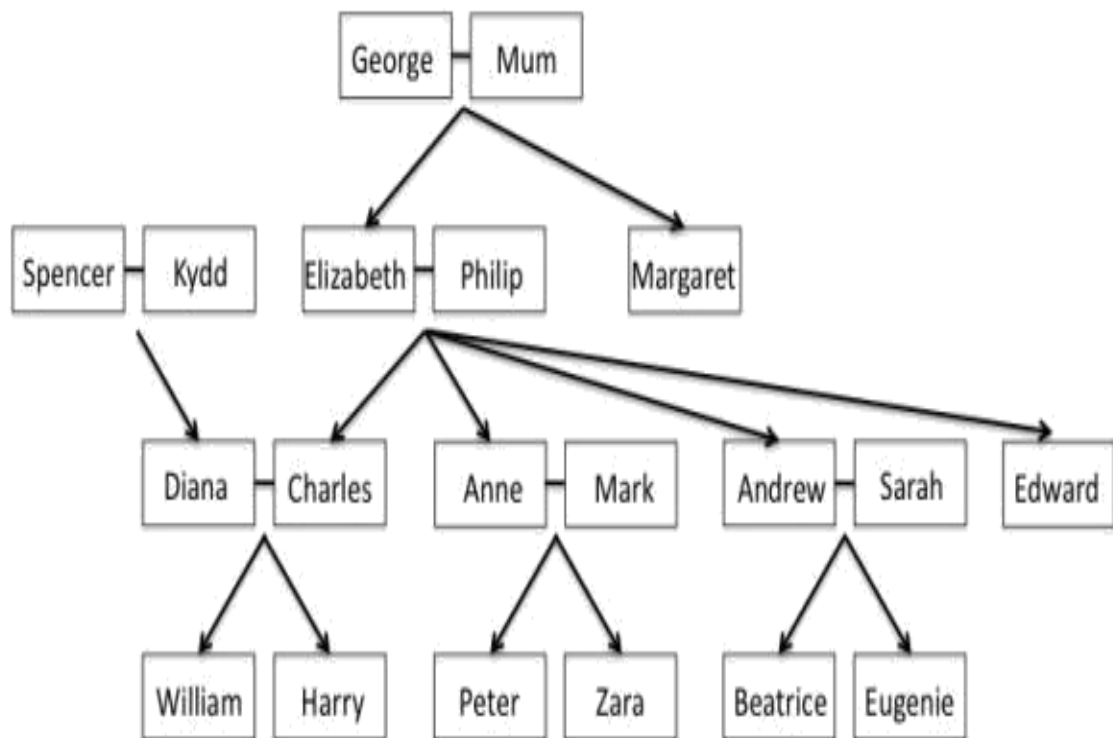 George Mum
Spencer Kydd Elizabeth Philip Margaret
Diana Charles Anne Mark Andrew Sarah Edward
William Harry Peter Zara Beatrice Eugenie